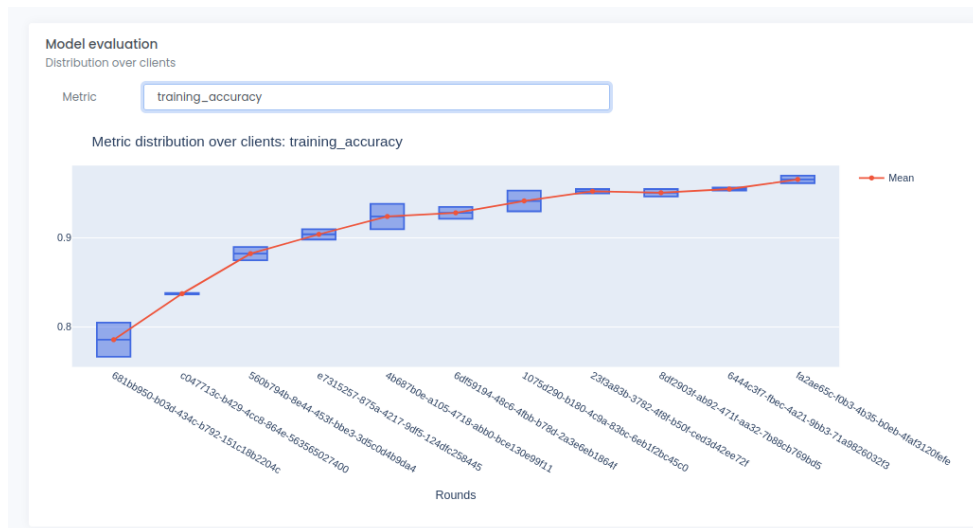 Model evaluation
Distribution over clients
Metric
training_accuracy
Metric distribution over clients: training_accuracy
Mean
0.9
0.8
681bb950-b03d-434c-b792-151c18b2204c
c047713c-b429-4cc8-864e-563565027400
560b794b-8e44-453f-bbe3-3d5c0d4b9da4
e7315257-875a-4217-9df5-124dfc258445
4b687b0e-a105-4718-abb0-bce130e99f11
6df59194-48c6-4fbb-b78d-2a3e6eb1864f
1075d290-b180-4c9a-83bc-6eb1f2bc45c0
23f3a83b-3782-4f8f-b50f-ced3d42ee72f
8df2903f-ab92-471f-aa32-7b88cb769bd5
6444c3f7-fbec-4a21-9bb3-71a9826032f3
fa2ae65c-f0b3-4b35-b0eb-4faf3120fefe
Rounds